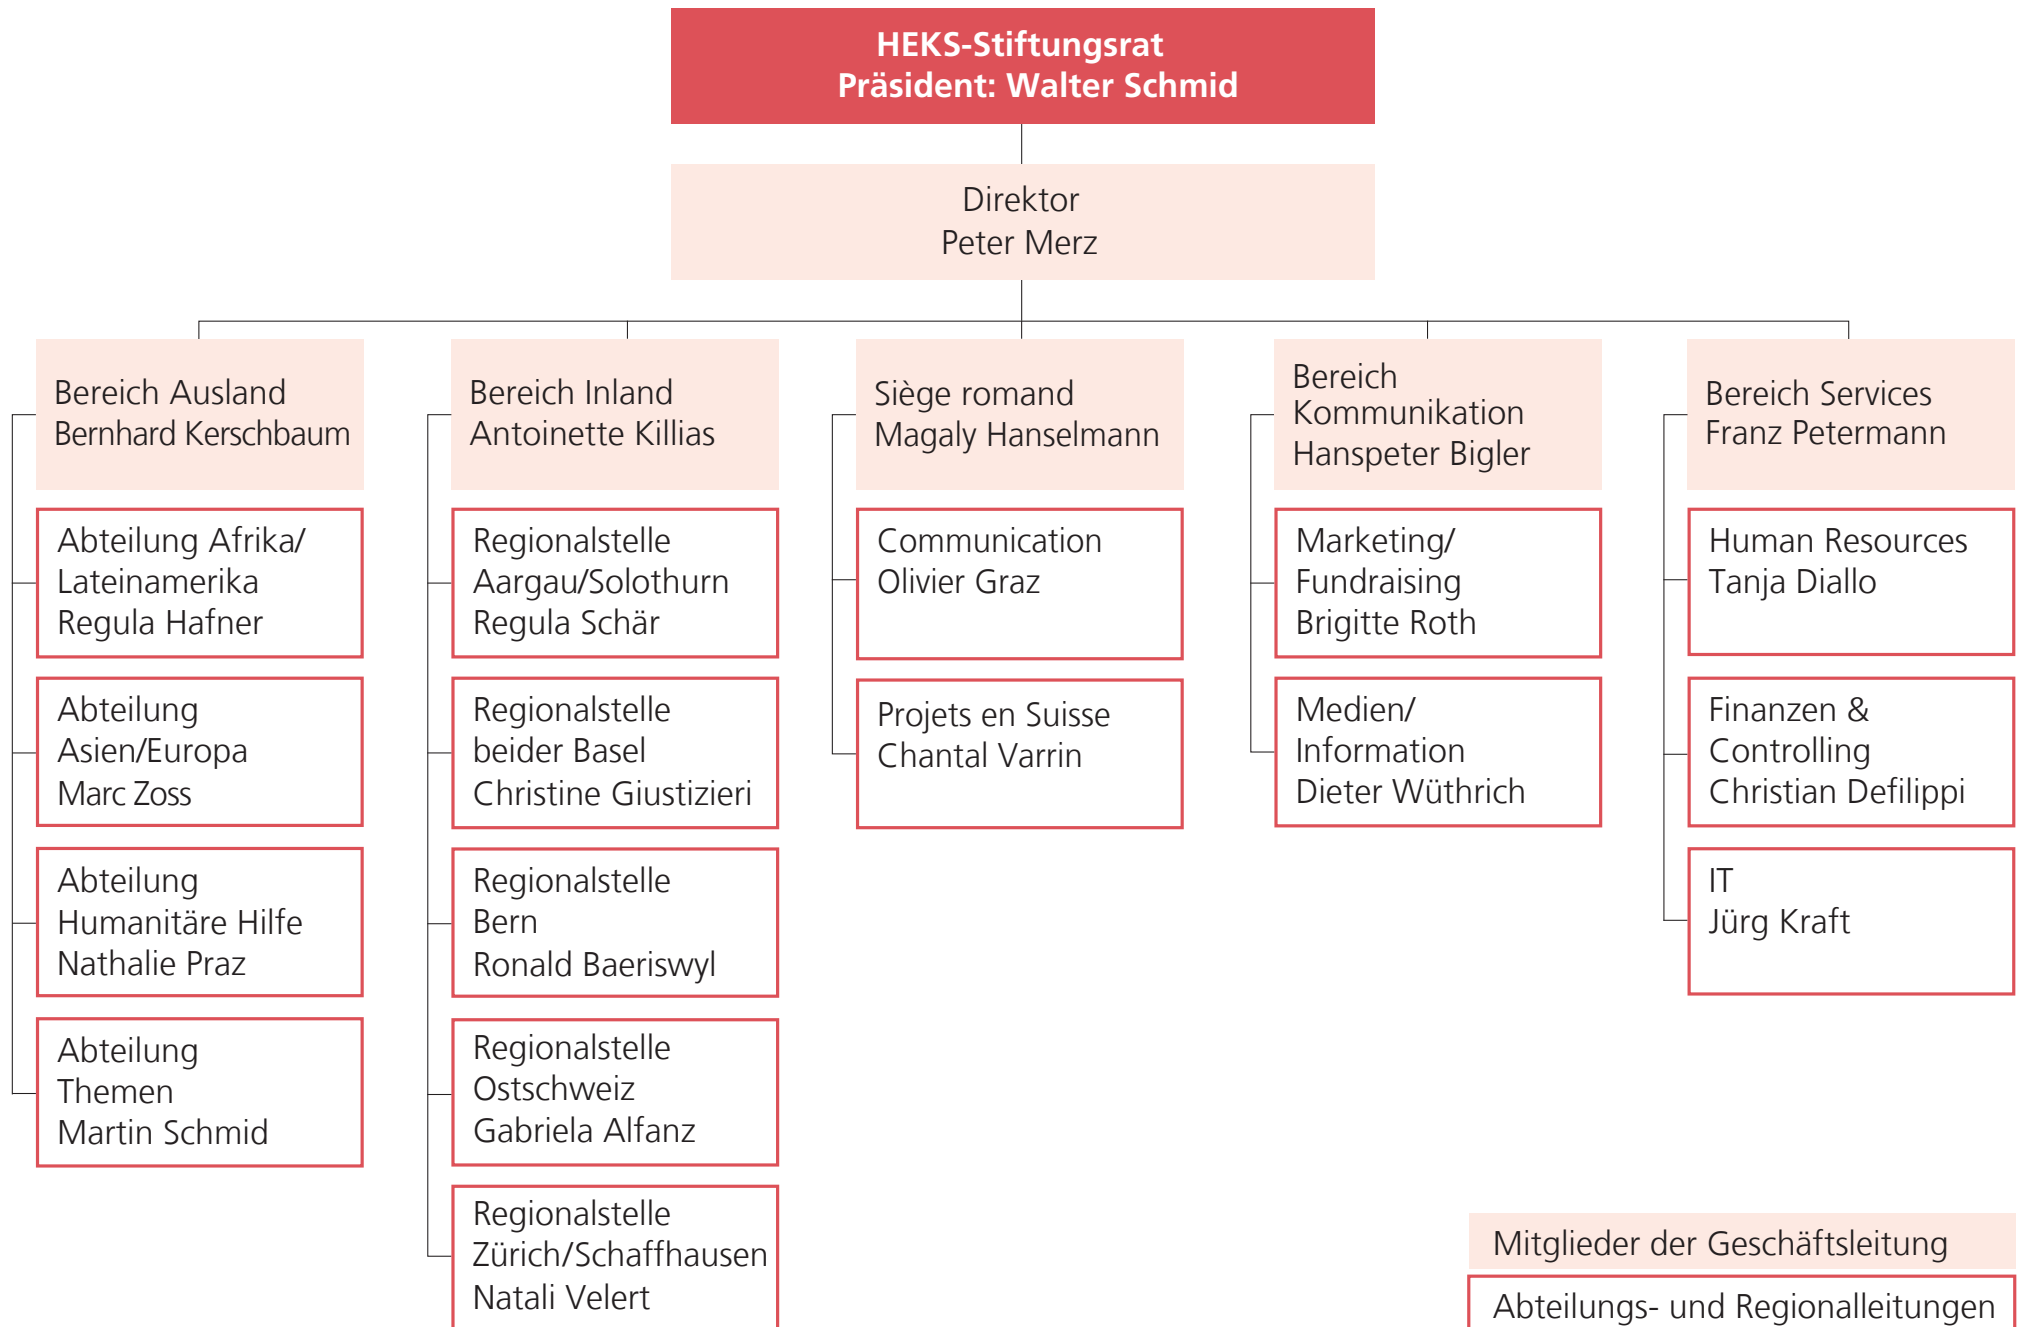 HEKS-Stiftungsrat
Präsident: Walter Schmid
Direktor
Peter Merz
Bereich Ausland
Bernhard Kerschbaum
Abteilung Afrika/
Lateinamerika
Regula Hafner
Abteilung
Asien/Europa
Marc Zoss
Abteilung
Humanitäre Hilfe
Nathalie Praz
Abteilung
Themen
Martin Schmid
Bereich Inland
Antoinette Killias
Regionalstelle
Aargau/Solothurn
Regula Schär
Regionalstelle
beider Basel
Christine Giustizieri
Regionalstelle
Bern
Ronald Baeriswyl
Regionalstelle
Ostschweiz
Gabriela Alfanz
Regionalstelle
Zürich/Schaffhausen
Natali Velert
Siège romand
Magaly Hanselmann
Communication
Olivier Graz
Projets en Suisse
Chantal Varrin
Bereich
Kommunikation
Hanspeter Bigler
Marketing/
Fundraising
Brigitte Roth
Medien/
Information
Dieter Wüthrich
Bereich Services
Franz Petermann
Human Resources
Tanja Diallo
Finanzen &
Controlling
Christian Defilippi
IT
Jürg Kraft
Mitglieder der Geschäftsleitung
Abteilungs- und Regionalleitungen